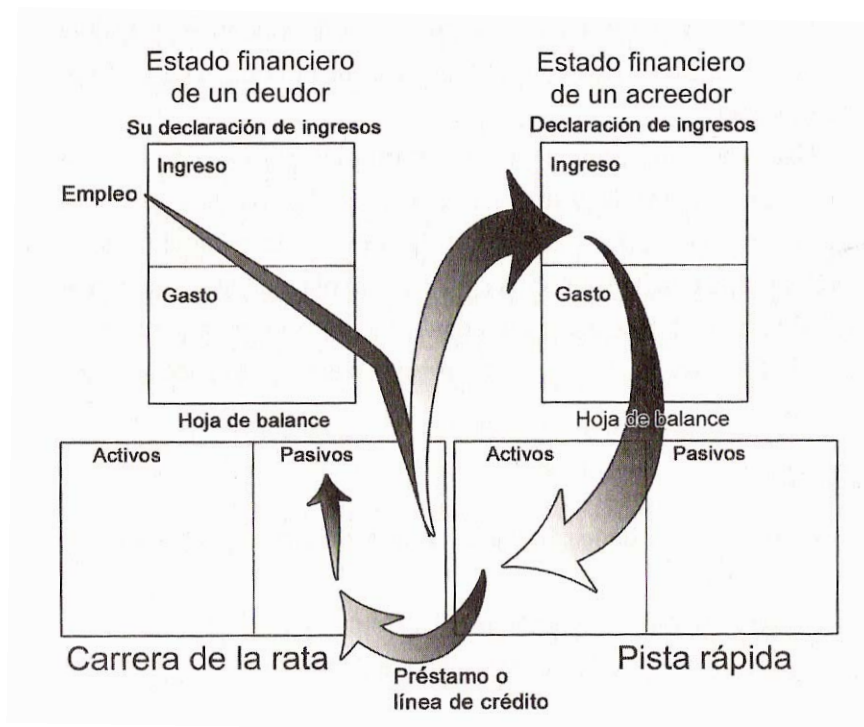 Estado financiero
de un deudor
Su declaración de ingresos
Ingreso
Empleo
Gasto
Hoja de balance
Activos
Pasivos
Carrera de la rata
Estado financiero
de un acreedor
Declaración de ingresos
Ingreso
Gasto
Hoja de balance
Activos
Pasivos
Pista rápida
Préstamo o
línea de crédito